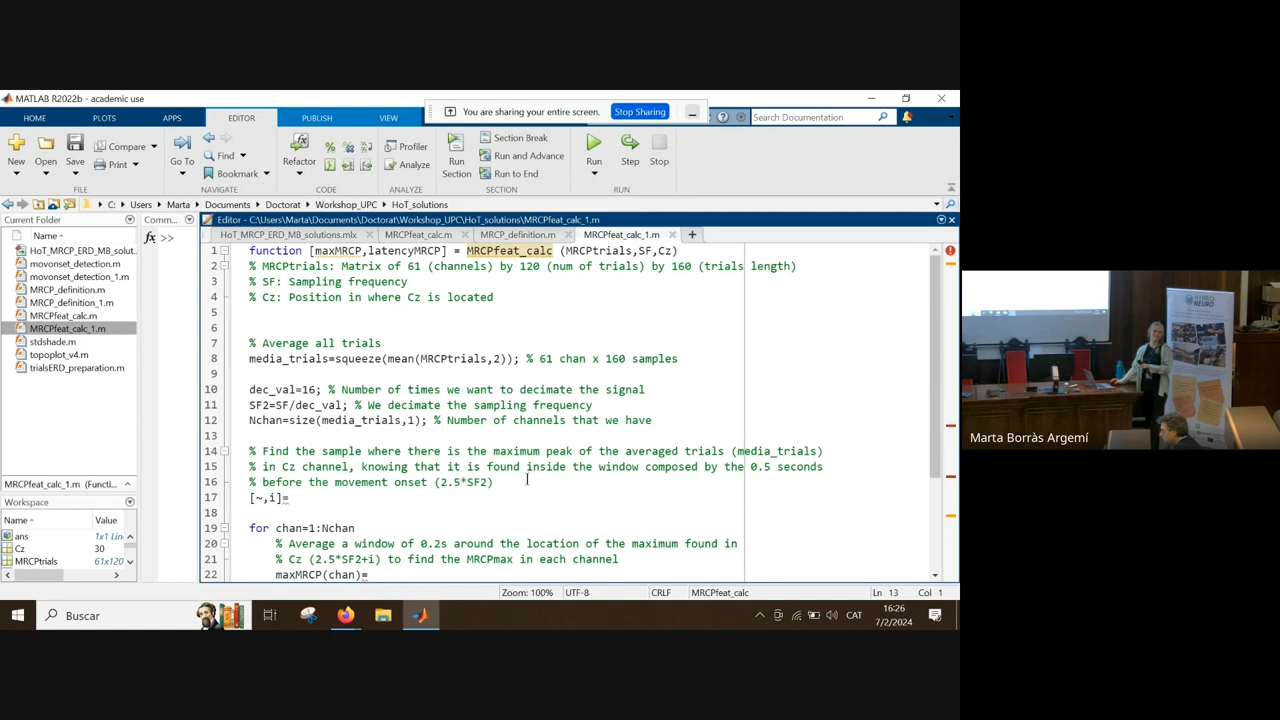 MATLAB R2022b - academic use
HOME PLOTS APPS EDITOR PUBLISH VIEW
You are sharing your entire screen. Stop Sharing
Search Documentation
New Open Save Compare Print
FILE
Go To Find Bookmark
NAVIGATE
Refactor
CODE
Profiler Analyze
ANALYZE
Run Section Section Break Run and Advance Run to End
SECTION
Run Step Stop
RUN
C: Users Marta Documents Doctorat Workshop_UPC HoT_solutions
Current Folder
Name
HoT_MRCP_ERD_MB_solut...
movonset_detection.m
movonset_detection_1.m
MRCP_definition.m
MRCP_definition_1.m
MRCPfeat_calc.m
MRCPfeat_calc_1.m
stdshade.m
topoplot_v4.m
trialsERD_preparation.m
MRCPfeat_calc_1.m (Functi...
Workspace
Name Value
ans 1x1 Lin
Cz 30
MRCPtrials 61x120
Comm...
fx >>
Editor - C:\Users\Marta\Documents\Doctorat\Workshop_UPC\HoT_solutions\MRCPfeat_calc_1.m
HoT_MRCP_ERD_MB_solutions.mlx MRCPfeat_calc.m MRCP_definition.m MRCPfeat_calc_1.m
1 function [maxMRCP,latencyMRCP] = MRCPfeat_calc (MRCPtrials,SF,Cz)
2 % MRCPtrials: Matrix of 61 (channels) by 120 (num of trials) by 160 (trials length)
3 % SF: Sampling frequency
4 % Cz: Position in where Cz is located
5
6
7 % Average all trials
8 media_trials=squeeze(mean(MRCPtrials,2)); % 61 chan x 160 samples
9
10 dec_val=16; % Number of times we want to decimate the signal
11 SF2=SF/dec_val; % We decimate the sampling frequency
12 Nchan=size(media_trials,1); % Number of channels that we have
13
14 % Find the sample where there is the maximum peak of the averaged trials (media_trials)
15 % in Cz channel, knowing that it is found inside the window composed by the 0.5 seconds
16 % before the movement onset (2.5*SF2)
17 [~,i]=
18
19 for chan=1:Nchan
20 % Average a window of 0.2s around the location of the maximum found in
21 % Cz (2.5*SF2+i) to find the MRCPmax in each channel
22 maxMRCP(chan)=
Zoom: 100% UTF-8 CRLF MRCPfeat_calc Ln 13 Col 1
Buscar
CAT
16:26
7/2/2024
NEURO
Marta Borràs Argemí